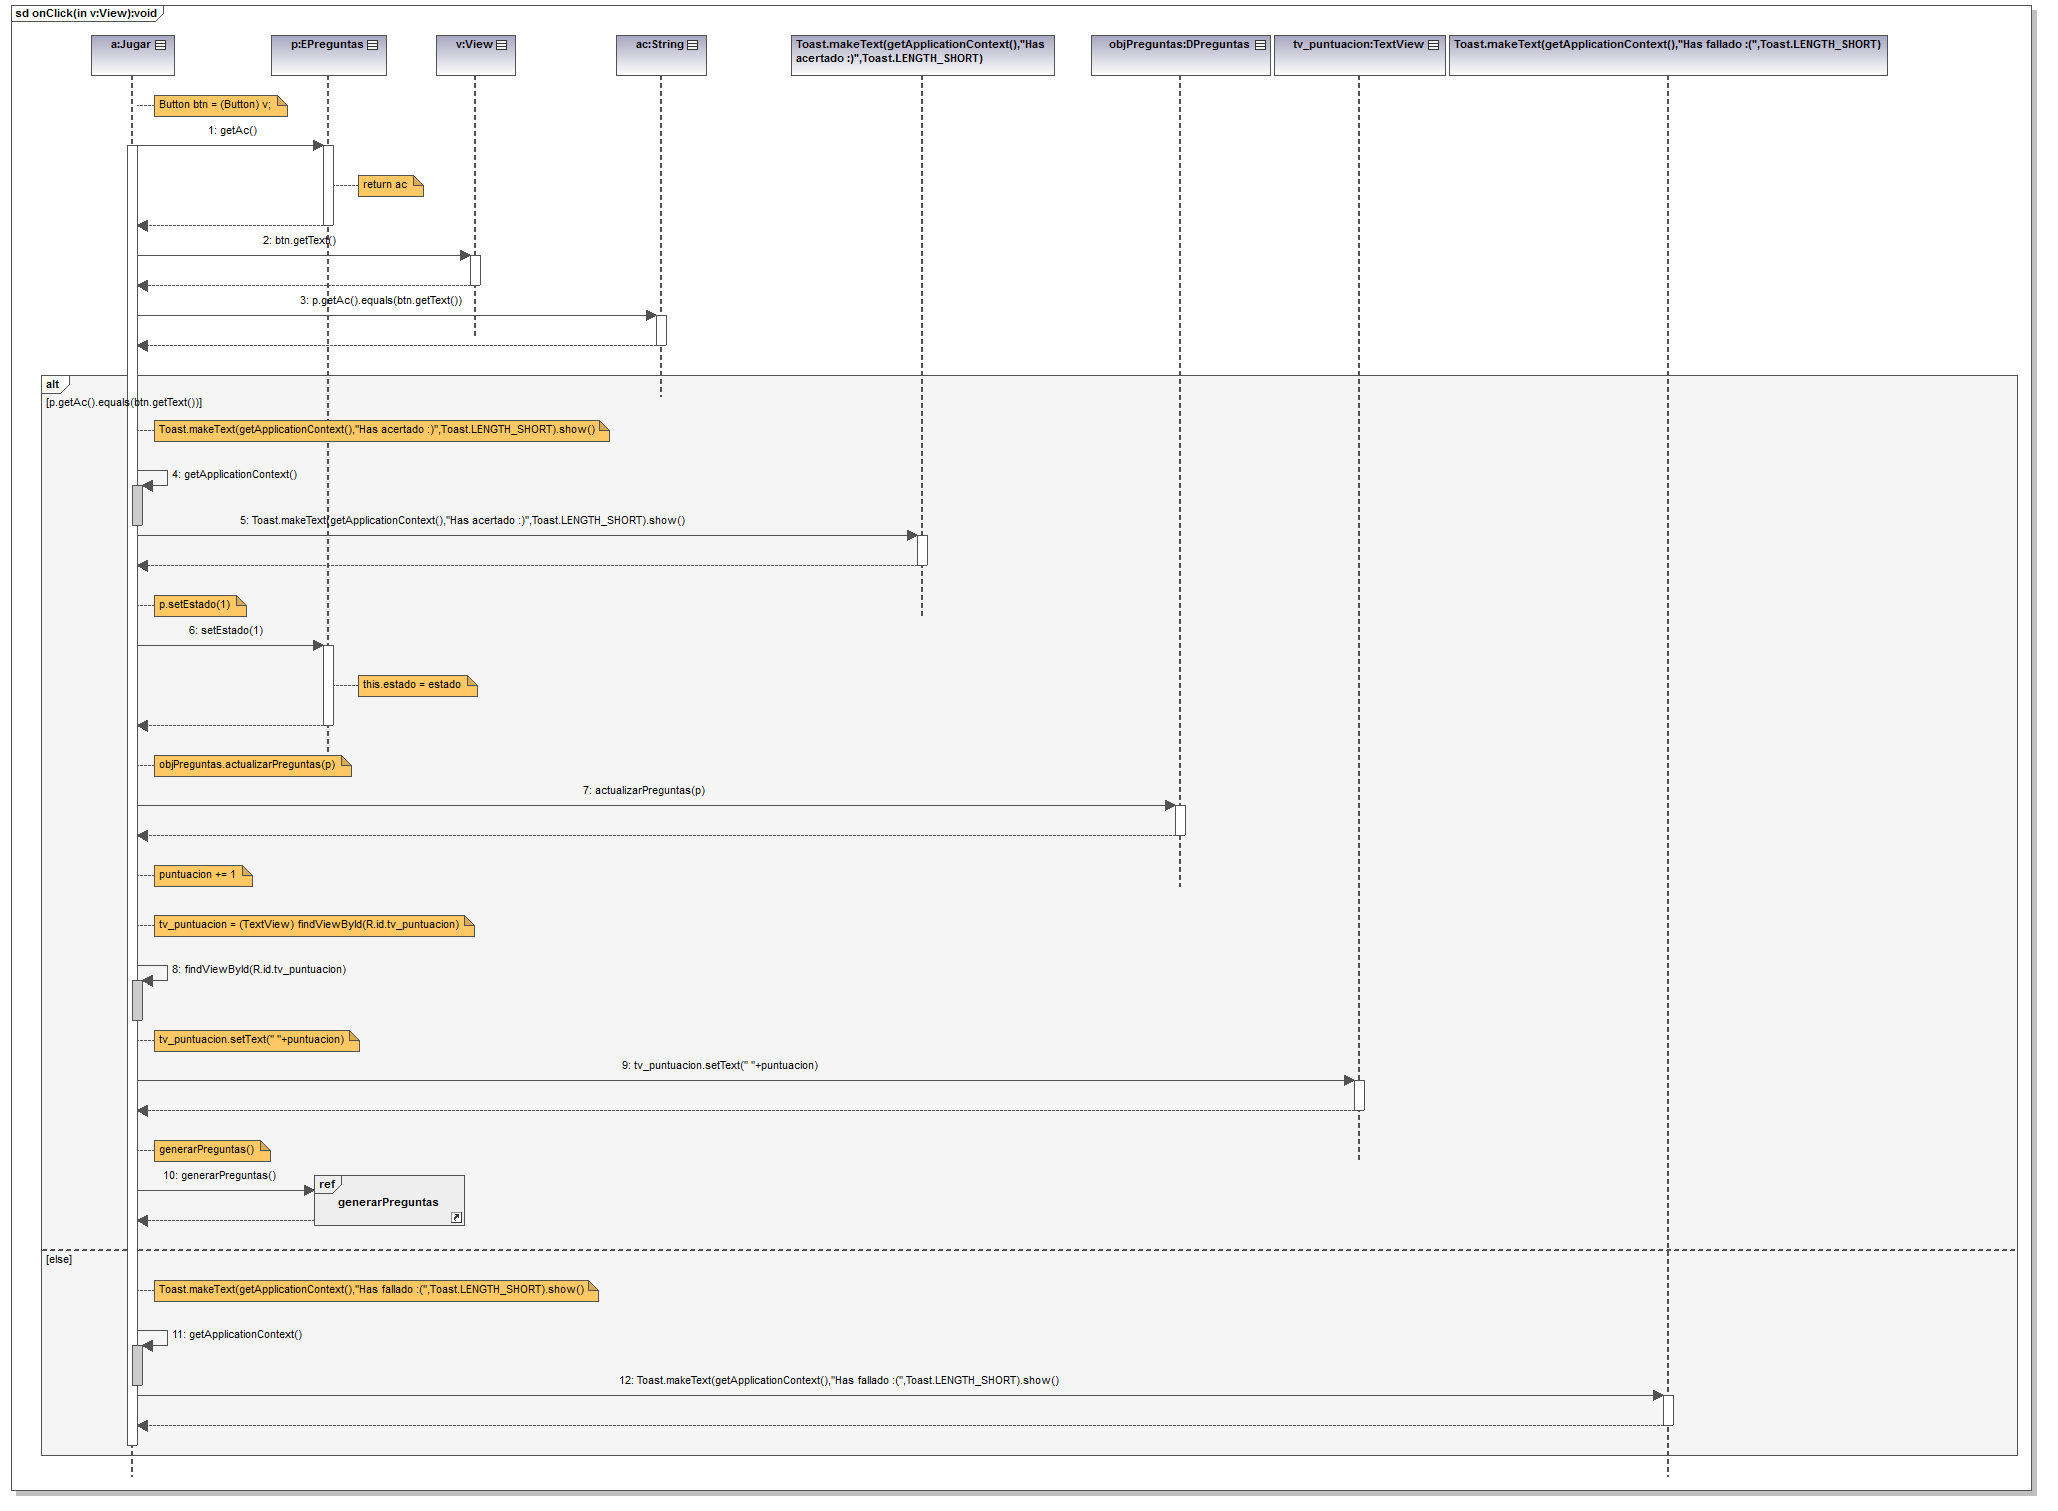 sd onClick(in v:View):void
a:Jugar
p:EPreguntas
v:View
ac:String
Toast.makeText(getApplicationContext(),"Has
acertado :)",Toast.LENGTH_SHORT)
objPreguntas:DPreguntas
tv_puntuacion:TextView
Toast.makeText(getApplicationContext(),"Has fallado :(",Toast.LENGTH_SHORT)
Button btn = (Button) v;
1: getAc()
return ac
2: btn.getText()
3: p.getAc().equals(btn.getText())
alt
[p.getAc().equals(btn.getText())]
Toast.makeText(getApplicationContext(),"Has acertado :)",Toast.LENGTH_SHORT).show()
4: getApplicationContext()
5: Toast.makeText(getApplicationContext(),"Has acertado :)",Toast.LENGTH_SHORT).show()
p.setEstado(1)
6: setEstado(1)
this.estado = estado
objPreguntas.actualizarPreguntas(p)
7: actualizarPreguntas(p)
puntuacion += 1
tv_puntuacion = (TextView) findViewById(R.id.tv_puntuacion)
8: findViewById(R.id.tv_puntuacion)
tv_puntuacion.setText(" "+puntuacion)
9: tv_puntuacion.setText(" "+puntuacion)
generarPreguntas()
10: generarPreguntas()
ref
generarPreguntas
[else]
Toast.makeText(getApplicationContext(),"Has fallado :(",Toast.LENGTH_SHORT).show()
11: getApplicationContext()
12: Toast.makeText(getApplicationContext(),"Has fallado :(",Toast.LENGTH_SHORT).show()